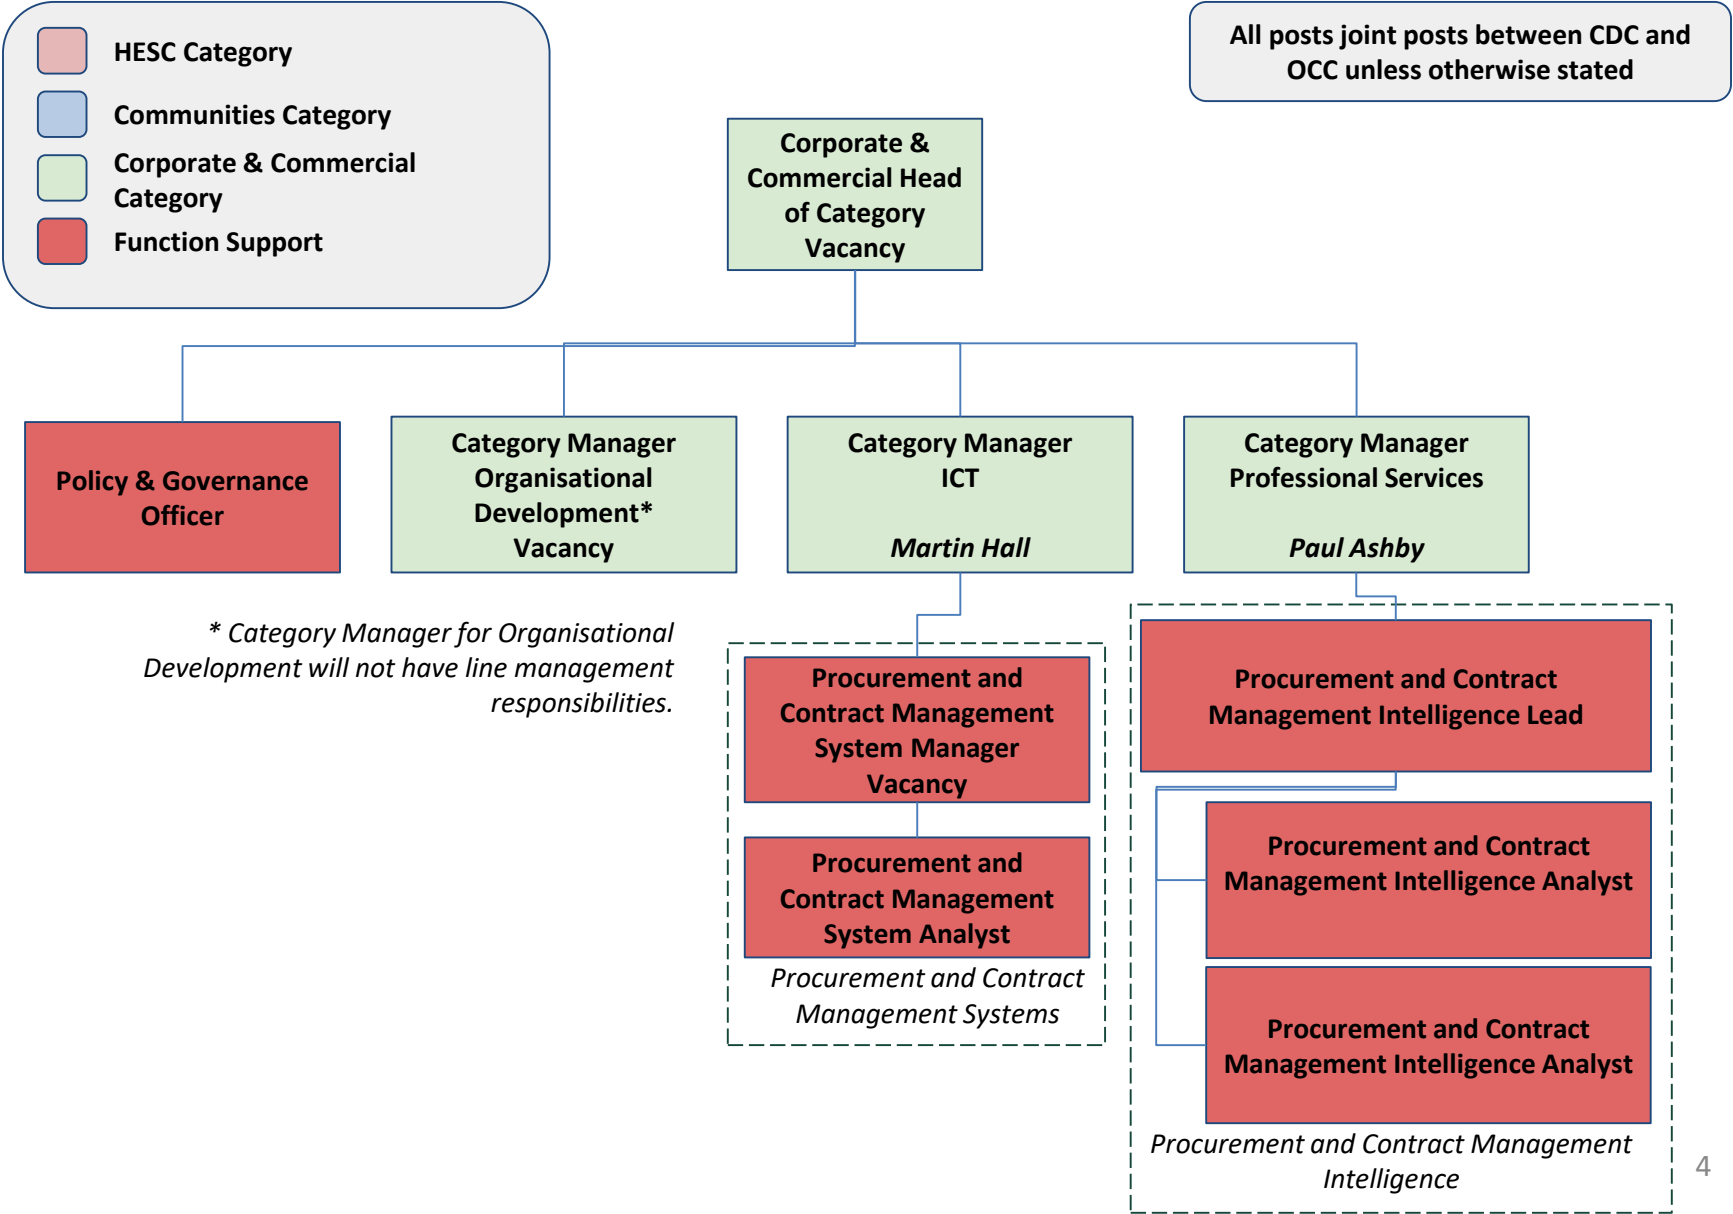 HESC Category
Communities Category
Corporate & Commercial
Category
Function Support
All posts joint posts between CDC and
OCC unless otherwise stated
Corporate &
Commercial Head
of Category
Vacancy
Policy & Governance
Officer
Category Manager
Organisational
Development*
Vacancy
Category Manager
ICT
Martin Hall
Category Manager
Professional Services
Paul Ashby
* Category Manager for Organisational
Development will not have line management
responsibilities.
Procurement and
Contract Management
System Manager
Vacancy
Procurement and
Contract Management
System Analyst
Procurement and Contract
Management Systems
Procurement and Contract
Management Intelligence Lead
Procurement and Contract
Management Intelligence Analyst
Procurement and Contract
Management Intelligence Analyst
Procurement and Contract Management
Intelligence
4